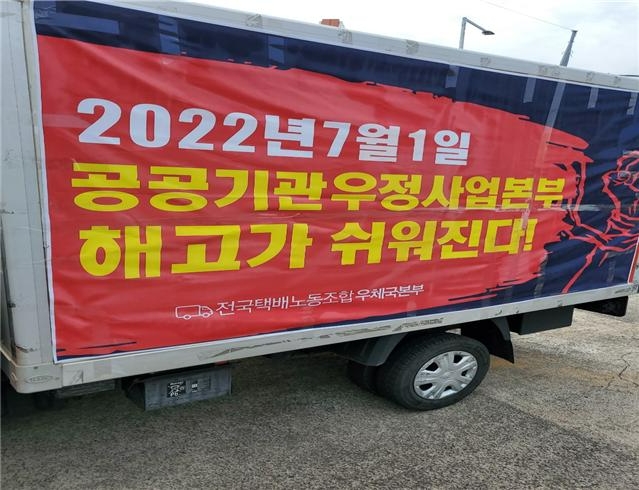 2022년7월1일
공공기관우정사업본부
해고가 쉬워진다!
전국택배노동조합 우체국본부